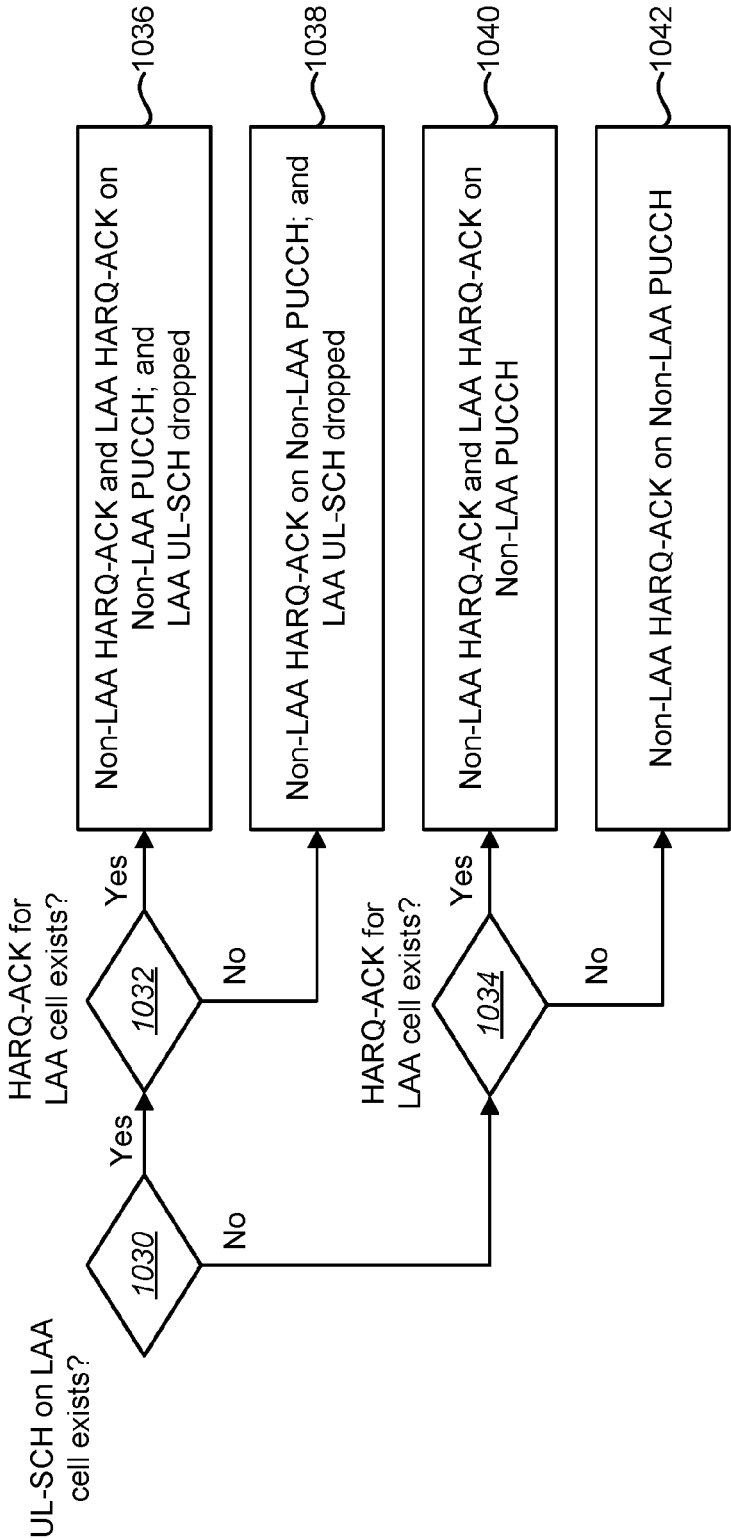 UL-SCH on LAA
cell exists?
1030
Yes
No
HARQ-ACK for
LAA cell exists?
1032
Yes
No
Non-LAA HARQ-ACK and LAA HARQ-ACK on
Non-LAA PUCCH; and
LAA UL-SCH dropped
1036
Non-LAA HARQ-ACK on Non-LAA PUCCH; and
LAA UL-SCH dropped
1038
HARQ-ACK for
LAA cell exists?
1034
Yes
No
Non-LAA HARQ-ACK and LAA HARQ-ACK on
Non-LAA PUCCH
1040
Non-LAA HARQ-ACK on Non-LAA PUCCH
1042